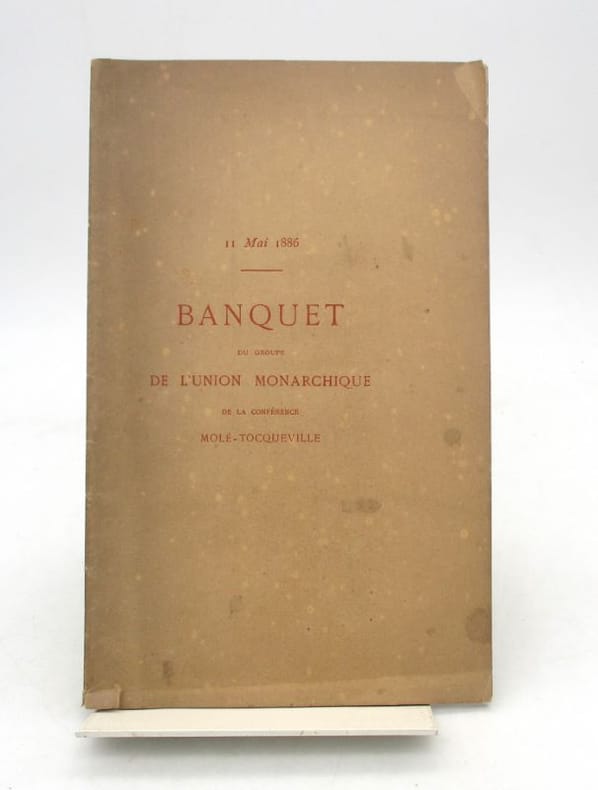 11 Mai 1886
BANQUET
DU GROUPE
DE L'UNION MONARCHIQUE
DE LA CONFÉRENCE
MOLÉ-TOCQUEVILLE